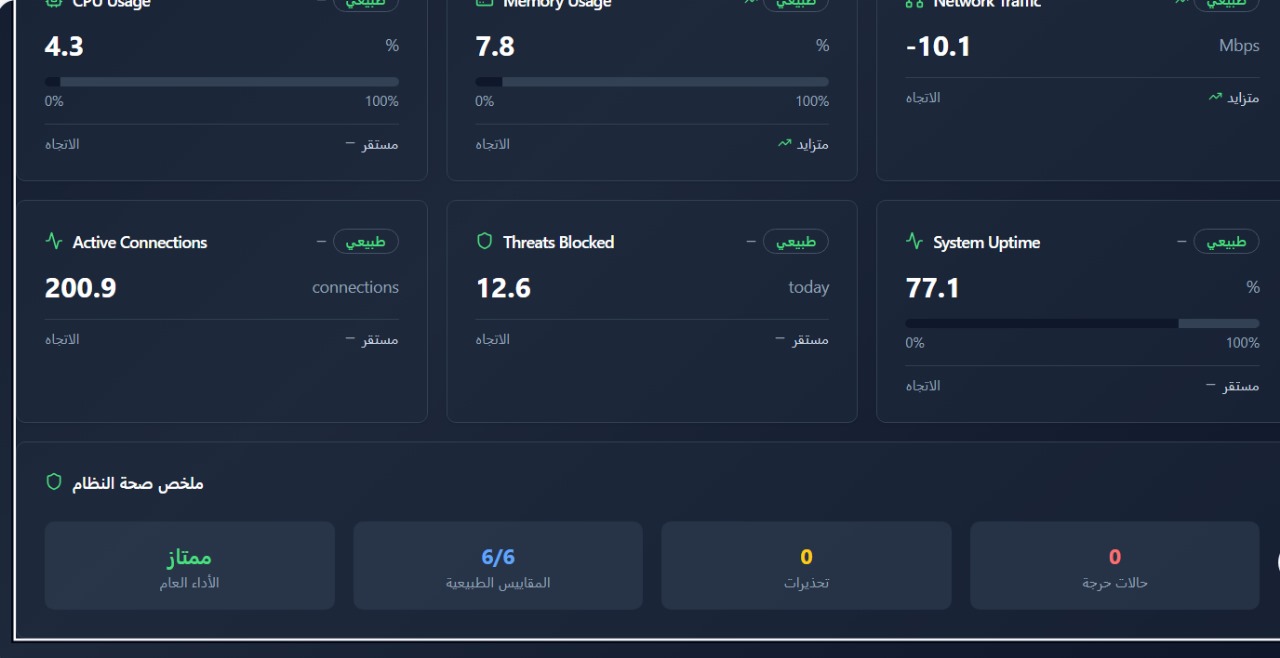 CPU Usage
طبيعي
4.3
%
0%
100%
الاتجاه
مستقر
Memory Usage
طبيعي
7.8
%
0%
100%
الاتجاه
متزايد
Network Traffic
طبيعي
-10.1
Mbps
الاتجاه
متزايد
Active Connections
طبيعي
200.9
connections
الاتجاه
مستقر
Threats Blocked
طبيعي
12.6
today
الاتجاه
مستقر
System Uptime
طبيعي
77.1
%
0%
100%
الاتجاه
مستقر
ملخص صحة النظام
ممتاز
الأداء العام
6/6
المقاييس الطبيعية
0
تحذيرات
0
حالات حرجة